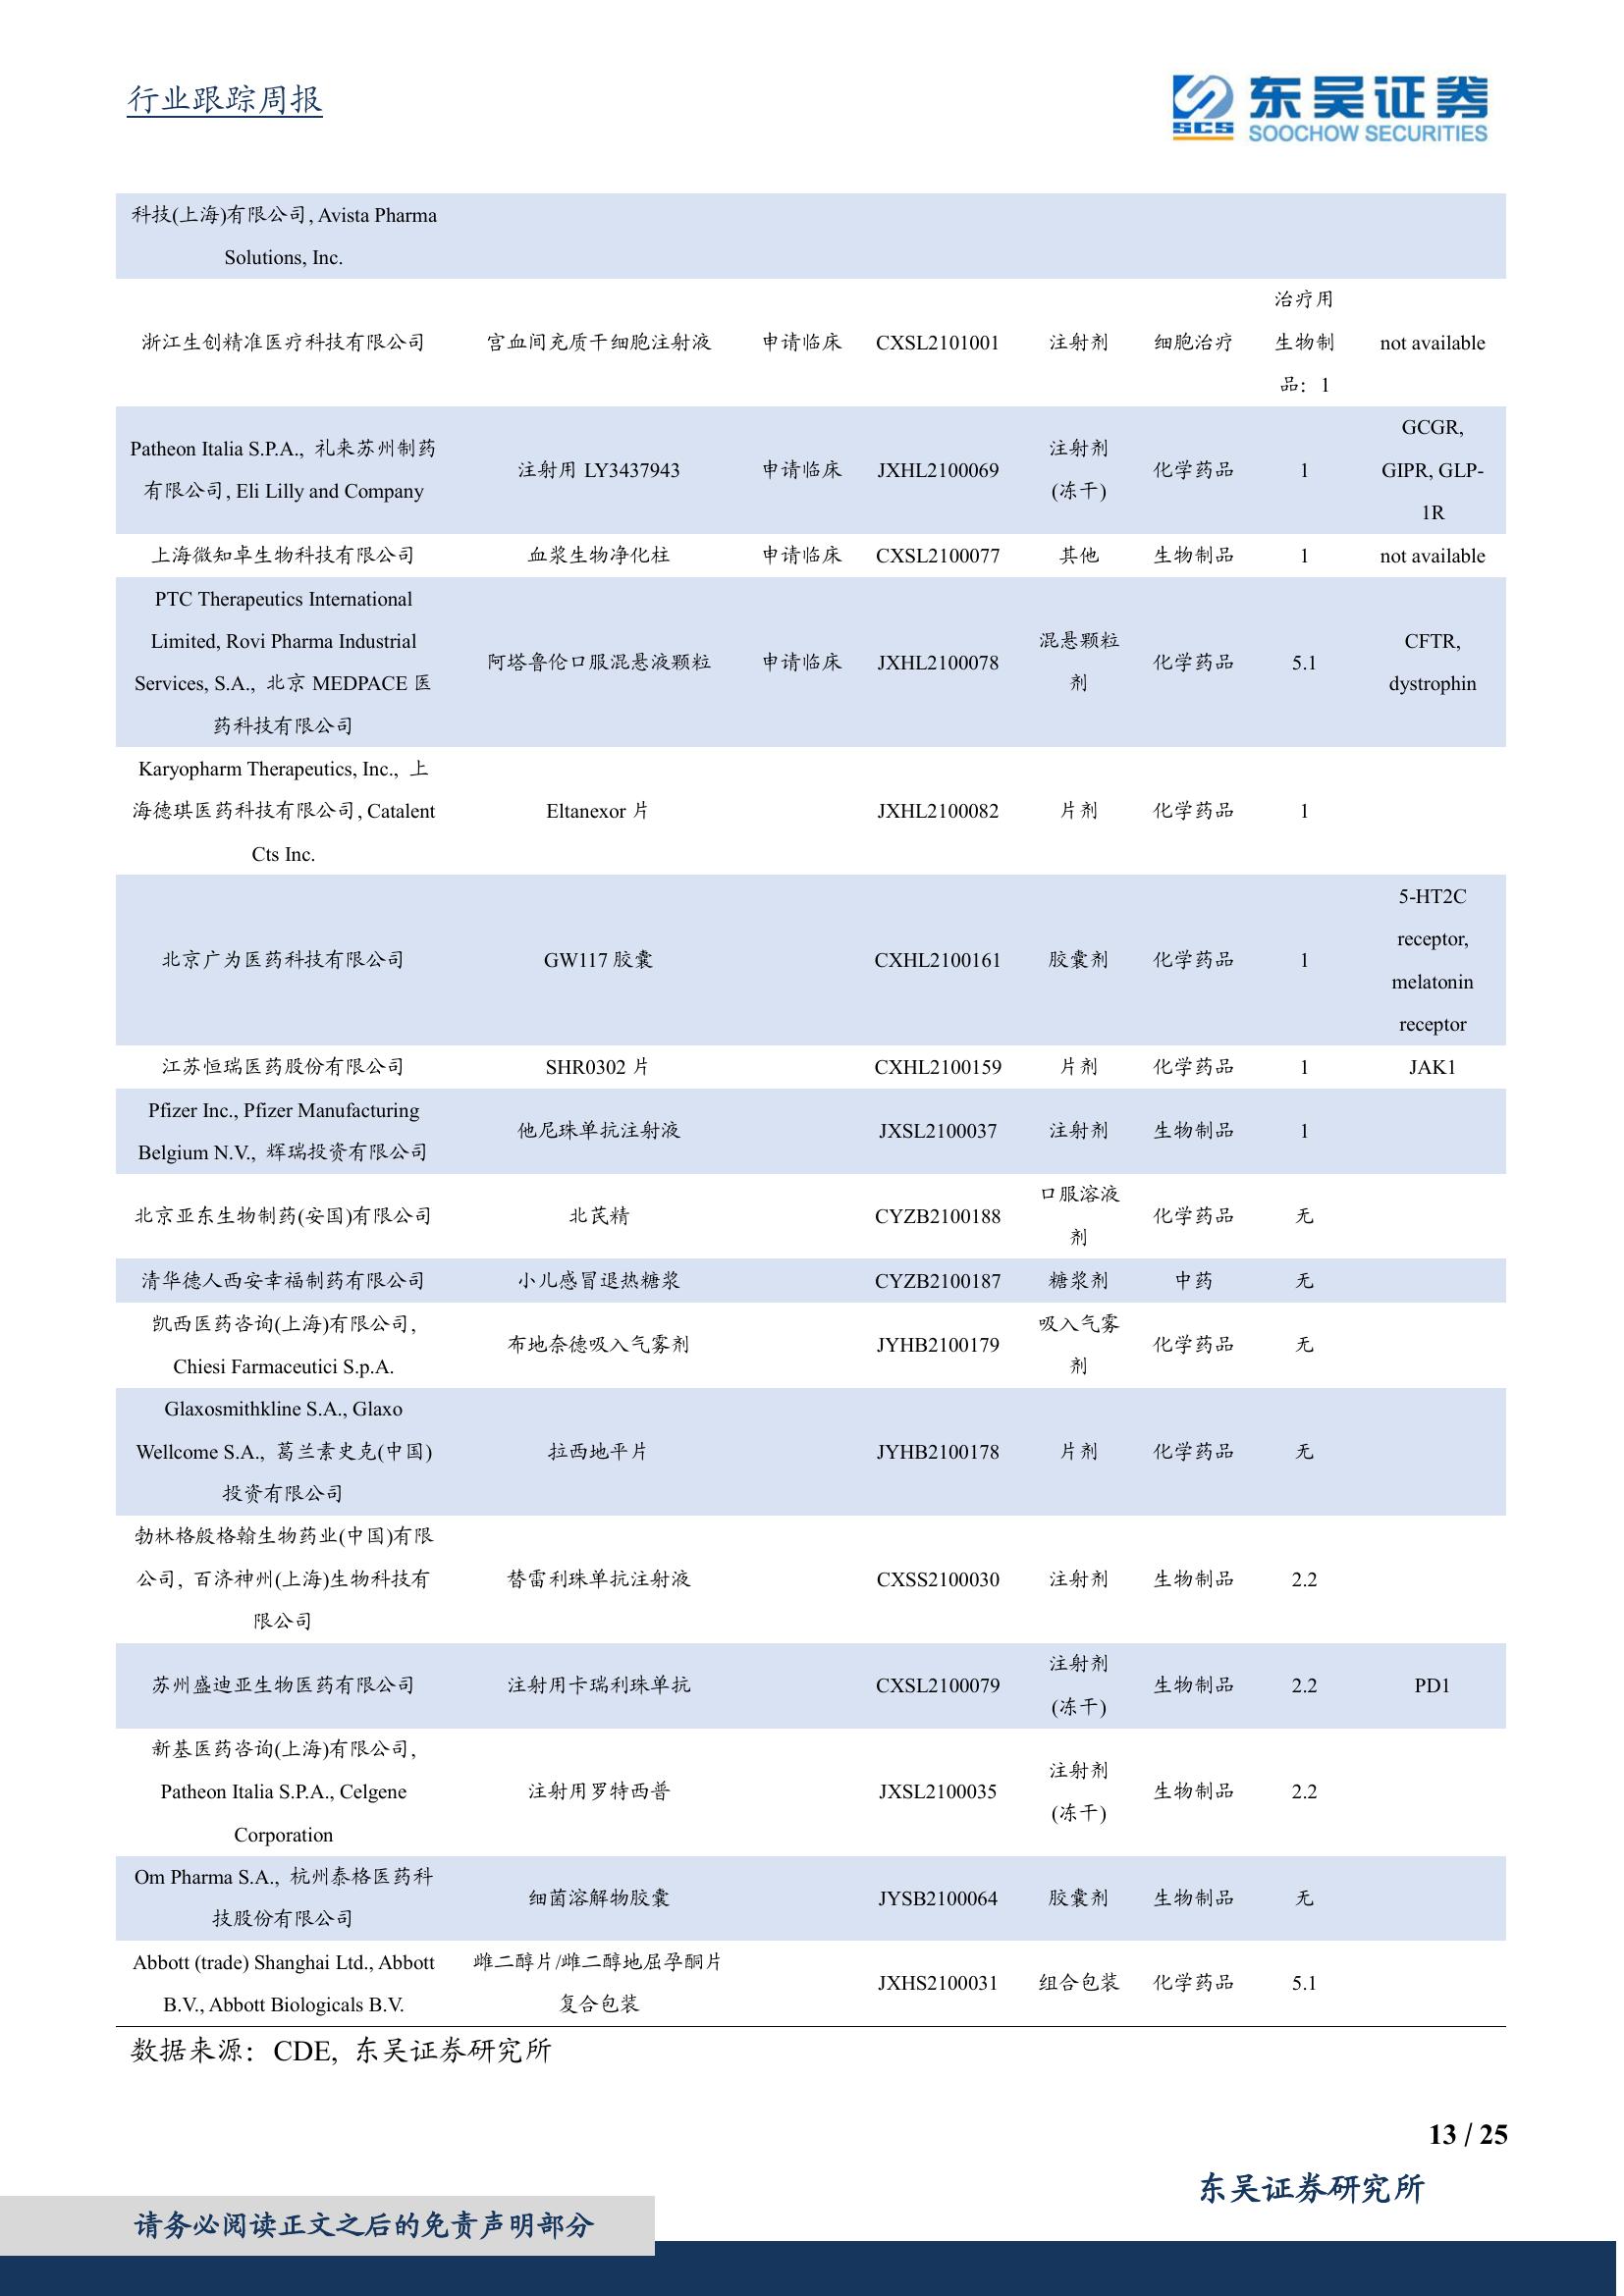 行业跟踪周报
东吴证券
SCS
SOOCHOW SECURITIES
科技(上海)有限公司, Avista Pharma
Solutions, Inc.
浙江生创精准医疗科技有限公司 宫血间充质干细胞注射液 申请临床 CXSL2101001 注射剂 细胞治疗 治疗用
生物制
品：1 not available
Patheon Italia S.P.A., 礼来苏州制药
有限公司, Eli Lilly and Company 注射用 LY3437943 申请临床 JXHL2100069 注射剂
(冻干) 化学药品 1 GCGR,
GIPR, GLP-
1R
上海微知卓生物科技有限公司 血浆生物净化柱 申请临床 CXSL2100077 其他 生物制品 1 not available
PTC Therapeutics International
Limited, Rovi Pharma Industrial
Services, S.A., 北京 MEDPACE 医
药科技有限公司 阿塔鲁伦口服混悬液颗粒 申请临床 JXHL2100078 混悬颗粒
剂 化学药品 5.1 CFTR,
dystrophin
Karyopharm Therapeutics, Inc., 上
海德琪医药科技有限公司, Catalent
Cts Inc. Eltanexor 片 JXHL2100082 片剂 化学药品 1
北京广为医药科技有限公司 GW117 胶囊 CXHL2100161 胶囊剂 化学药品 1 5-HT2C
receptor,
melatonin
receptor
江苏恒瑞医药股份有限公司 SHR0302 片 CXHL2100159 片剂 化学药品 1 JAK1
Pfizer Inc., Pfizer Manufacturing
Belgium N.V., 辉瑞投资有限公司 他尼珠单抗注射液 JXSL2100037 注射剂 生物制品 1
北京亚东生物制药(安国)有限公司 北芪精 CYZB2100188 口服溶液
剂 化学药品 无
清华德人西安幸福制药有限公司 小儿感冒退热糖浆 CYZB2100187 糖浆剂 中药 无
凯西医药咨询(上海)有限公司,
Chiesi Farmaceutici S.p.A. 布地奈德吸入气雾剂 JYHB2100179 吸入气雾
剂 化学药品 无
Glaxosmithkline S.A., Glaxo
Wellcome S.A., 葛兰素史克(中国)
投资有限公司 拉西地平片 JYHB2100178 片剂 化学药品 无
勃林格殷格翰生物药业(中国)有限
公司, 百济神州(上海)生物科技有
限公司 替雷利珠单抗注射液 CXSS2100030 注射剂 生物制品 2.2
苏州盛迪亚生物医药有限公司 注射用卡瑞利珠单抗 CXSL2100079 注射剂
(冻干) 生物制品 2.2 PD1
新基医药咨询(上海)有限公司,
Patheon Italia S.P.A., Celgene
Corporation 注射用罗特西普 JXSL2100035 注射剂
(冻干) 生物制品 2.2
Om Pharma S.A., 杭州泰格医药科
技股份有限公司 细菌溶解物胶囊 JYSB2100064 胶囊剂 生物制品 无
Abbott (trade) Shanghai Ltd., Abbott
B.V., Abbott Biologicals B.V. 雌二醇片/雌二醇地屈孕酮片
复合包装 JXHS2100031 组合包装 化学药品 5.1
数据来源：CDE, 东吴证券研究所
13 / 25
东吴证券研究所
请务必阅读正文之后的免责声明部分